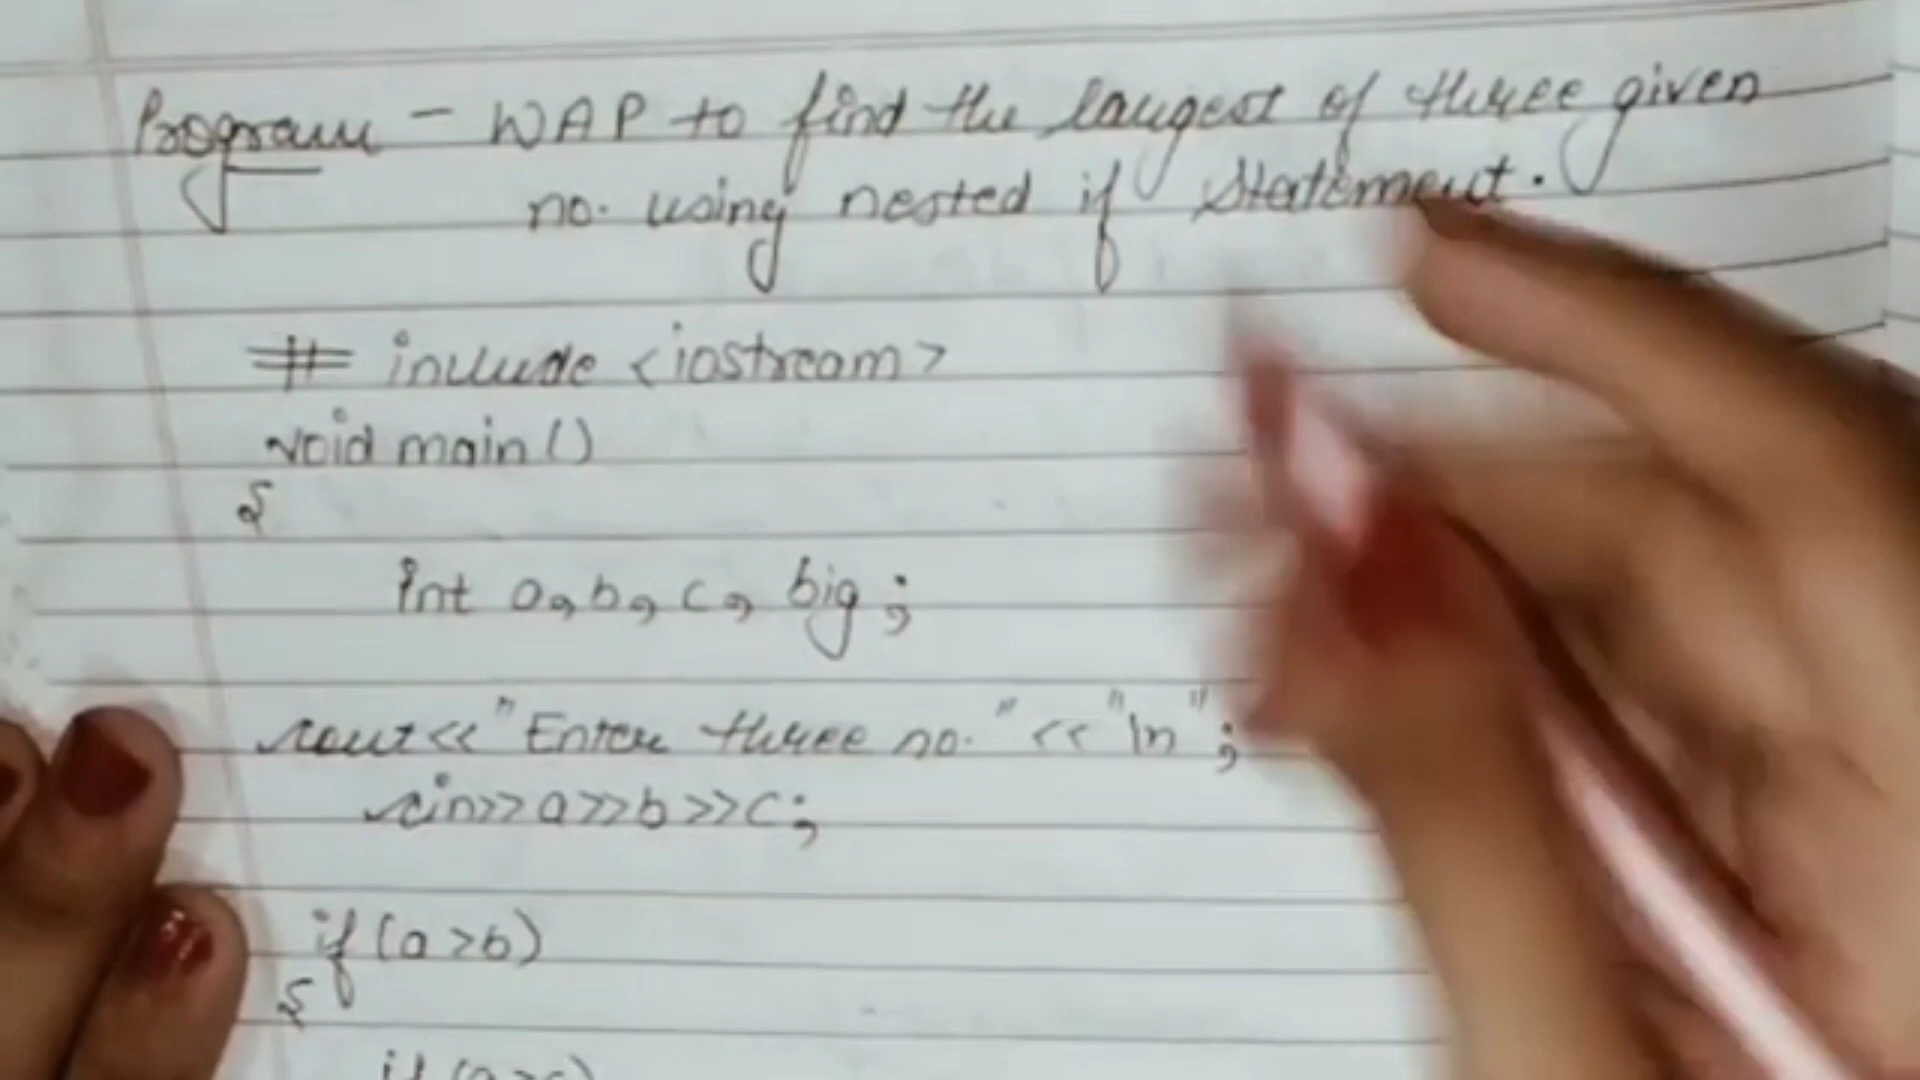 Program - WAP to find the largest of three given
no. using nested if statement.
# include <iostream>
void main()
{
int a, b, c, big;
cout<<"Enter three no."<<"\n";
cin>>a>>b>>c;
if (a>b)
{
if (a>c)